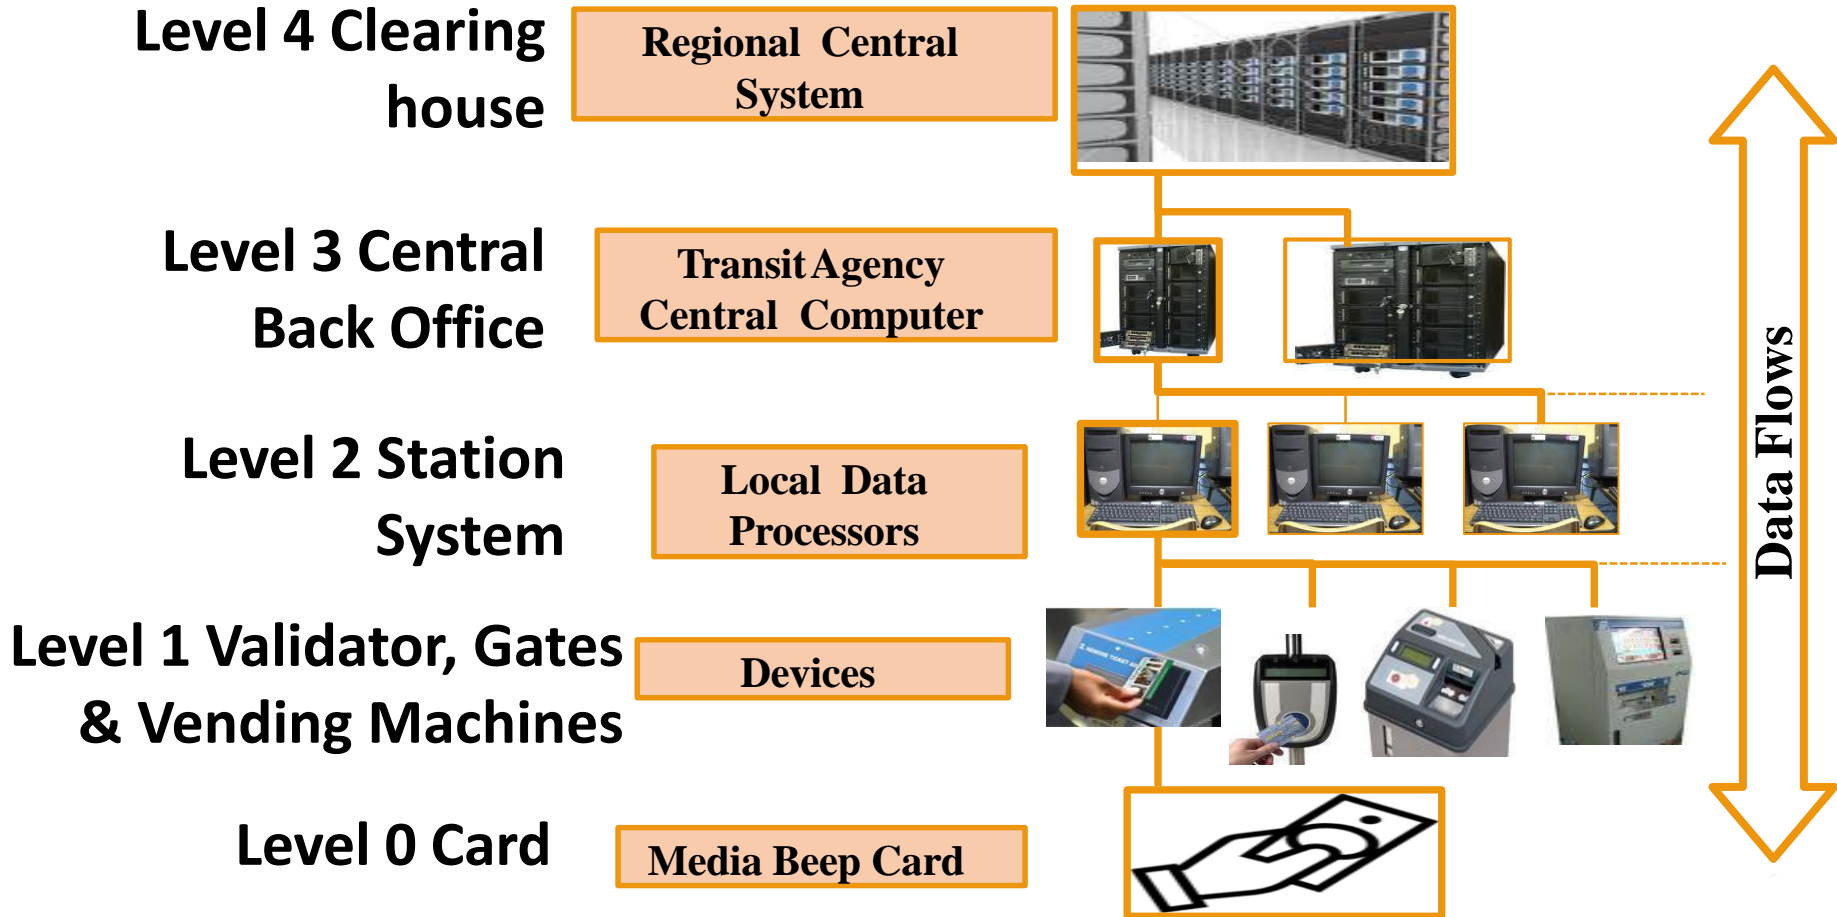 Level 4 Clearing
house
Regional Central
System
Level 3 Central
Back Office
Transit Agency
Central Computer
Level 2 Station
System
Local Data
Processors
Level 1 Validator, Gates
& Vending Machines
Devices
Level 0 Card
Media Beep Card
Data Flows